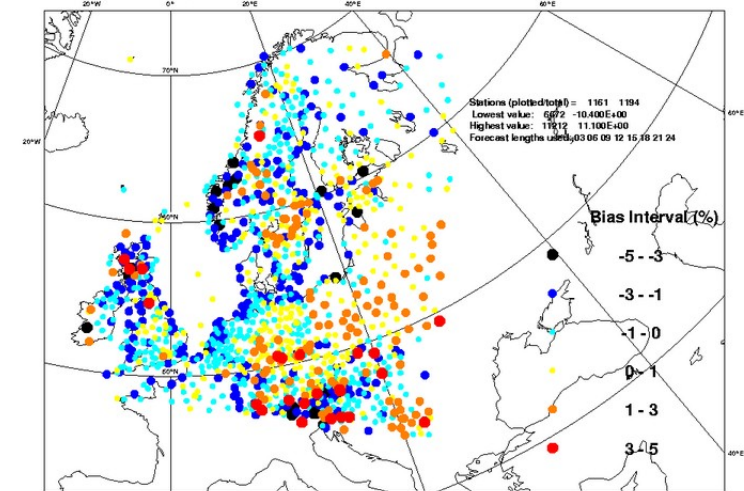 20°W 0° 20°E 40°E 60°E
70°N
Stations (plotted/total) = 1161 1194
Lowest value: 6672 -10.400E+00
Highest value: 11212 11.100E+00
Forecast lengths used: 03 06 09 12 15 18 21 24
60°E
20°W
60°N
Bias Interval (%)
-5 - -3
-3 - -1
-1 - 0
0 - 1
50°N
1 - 3
3 - 5
40°E